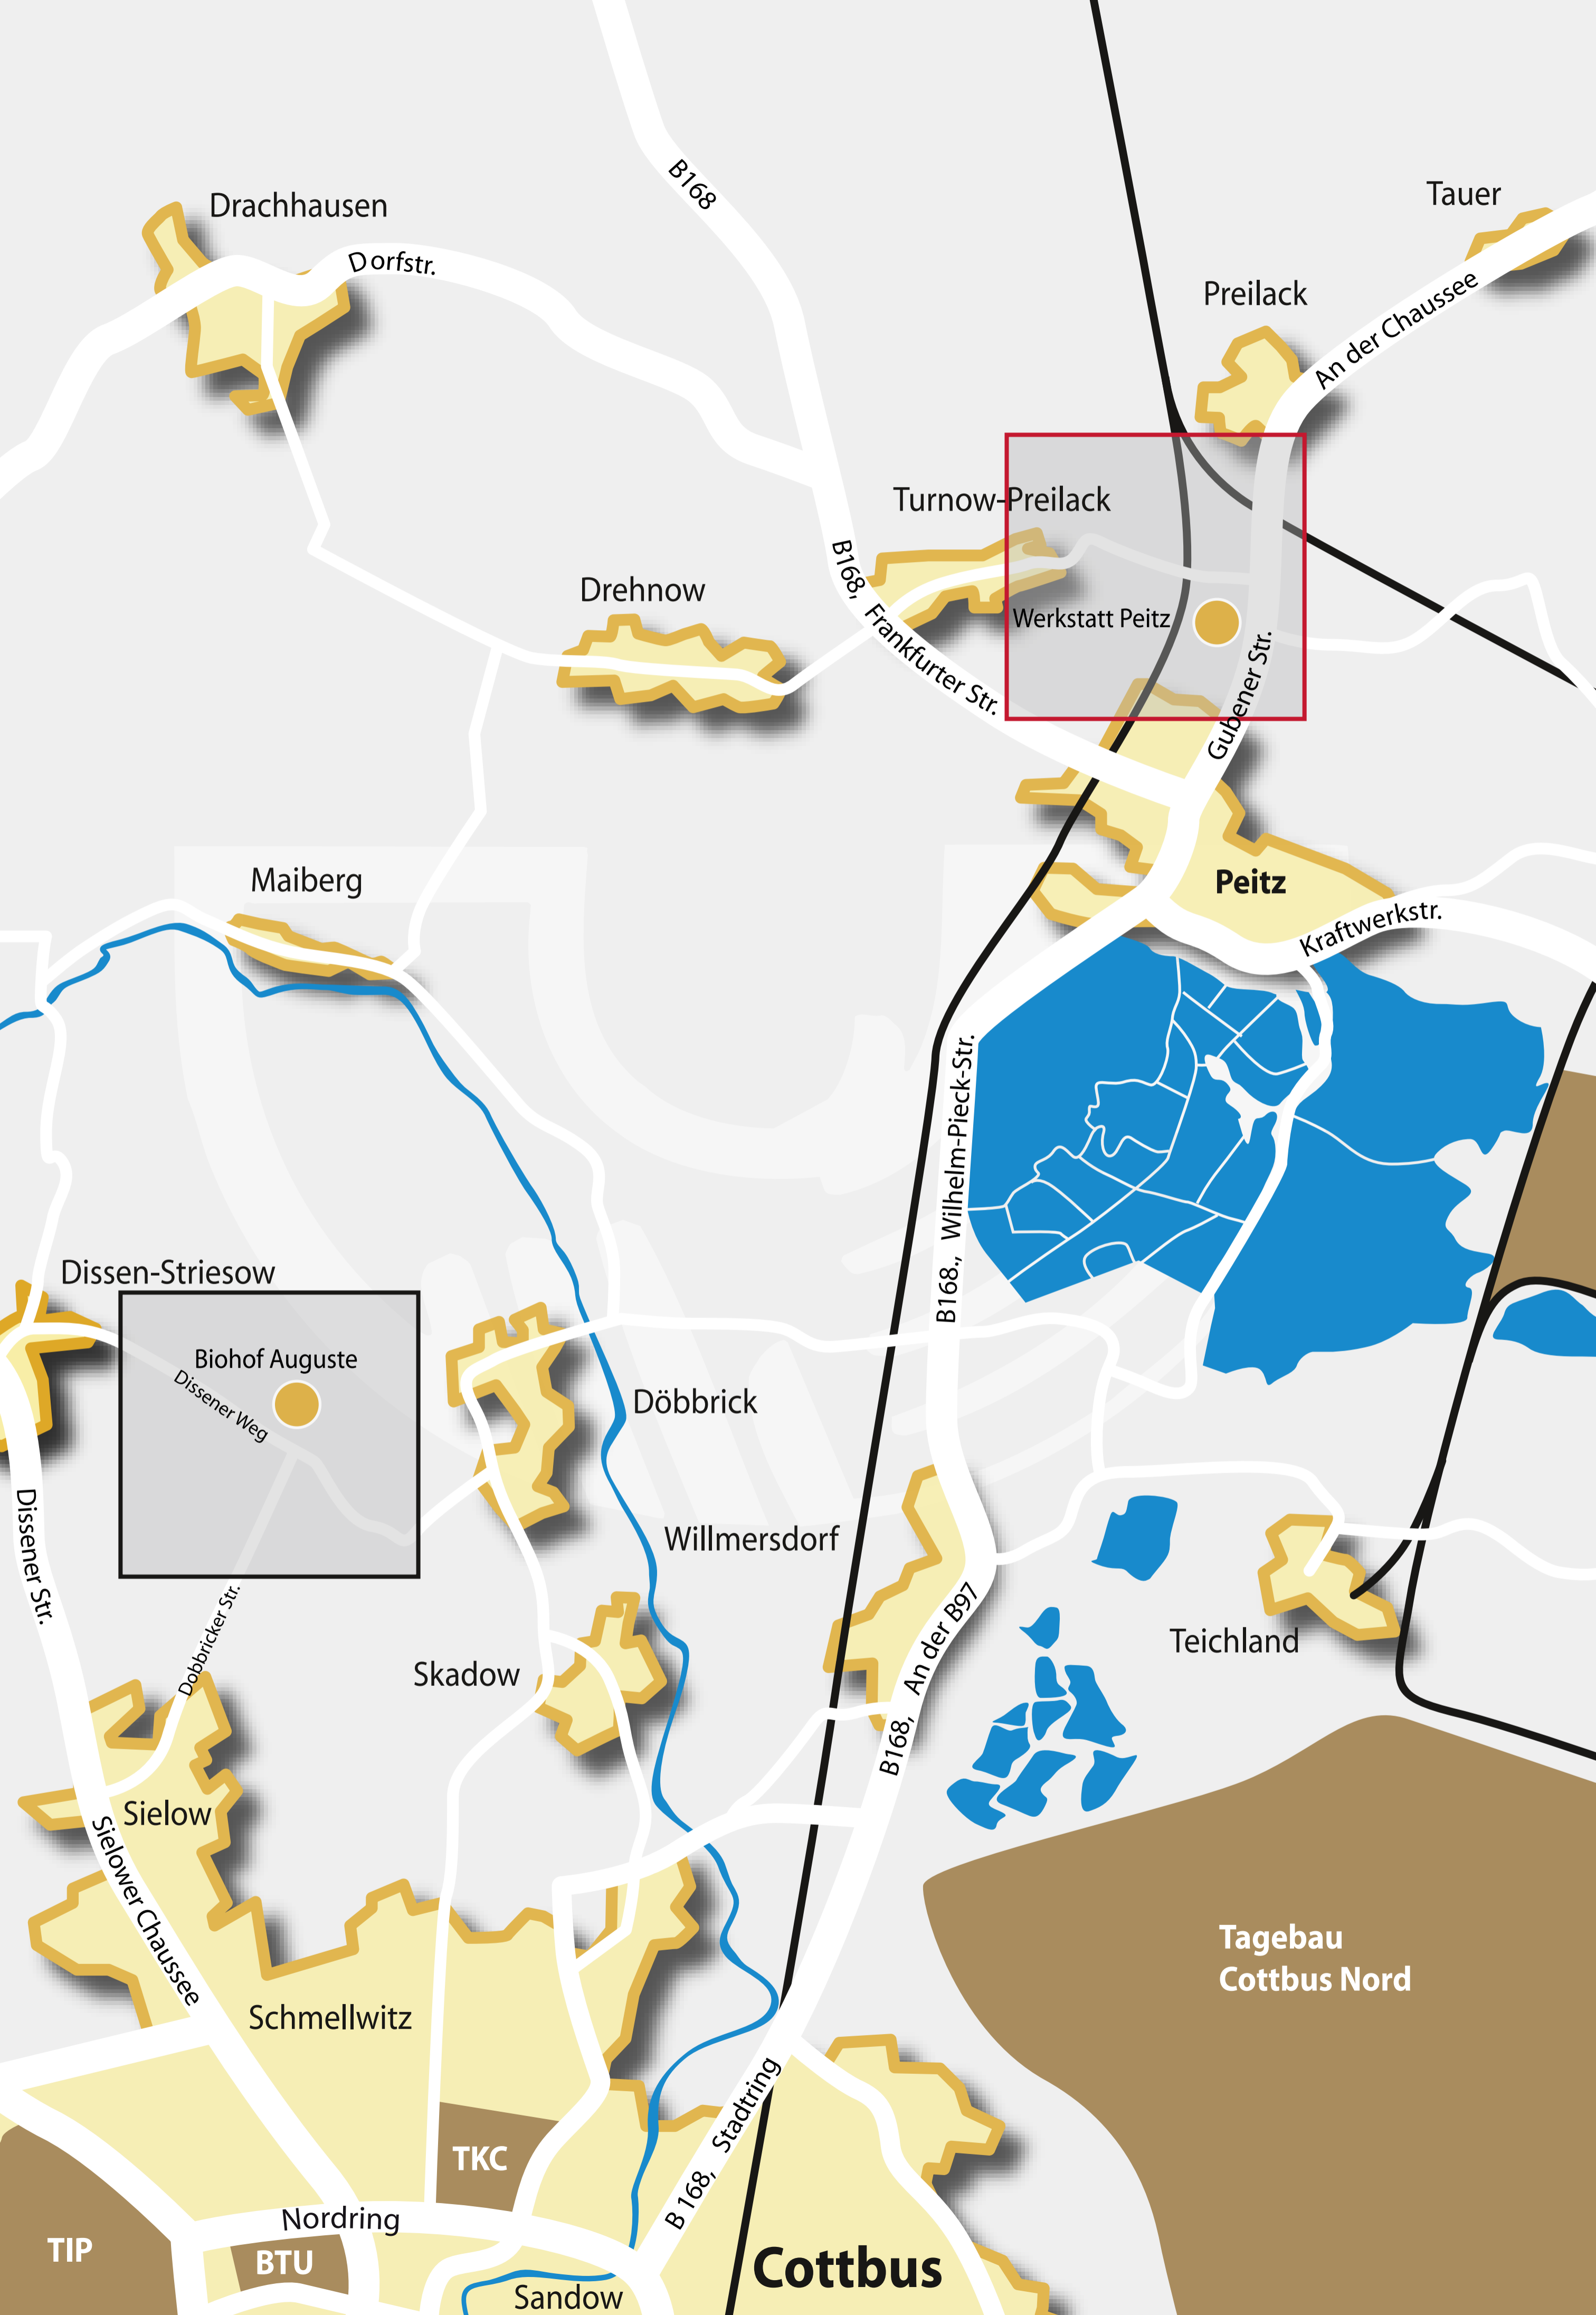 B168
Tauer
Drachhausen
Dorfstr.
Preilack
An der Chaussee
Turnow-Preilack
B168, Frankfurter Str.
Drehnow
Werkstatt Peitz
Gubener Str.
Maiberg
Peitz
Kraftwerkstr.
B168., Wilhelm-Pieck-Str.
Dissen-Striesow
Biohof Auguste
Dissener Weg
Döbbrick
Dissener Str.
Willmersdorf
Döbbricker Str.
B168, An der B97
Teichland
Skadow
Sielow
Sielower Chaussee
Tagebau
Cottbus Nord
Schmellwitz
B 168, Stadtring
TKC
Nordring
TIP
BTU
Cottbus
Sandow